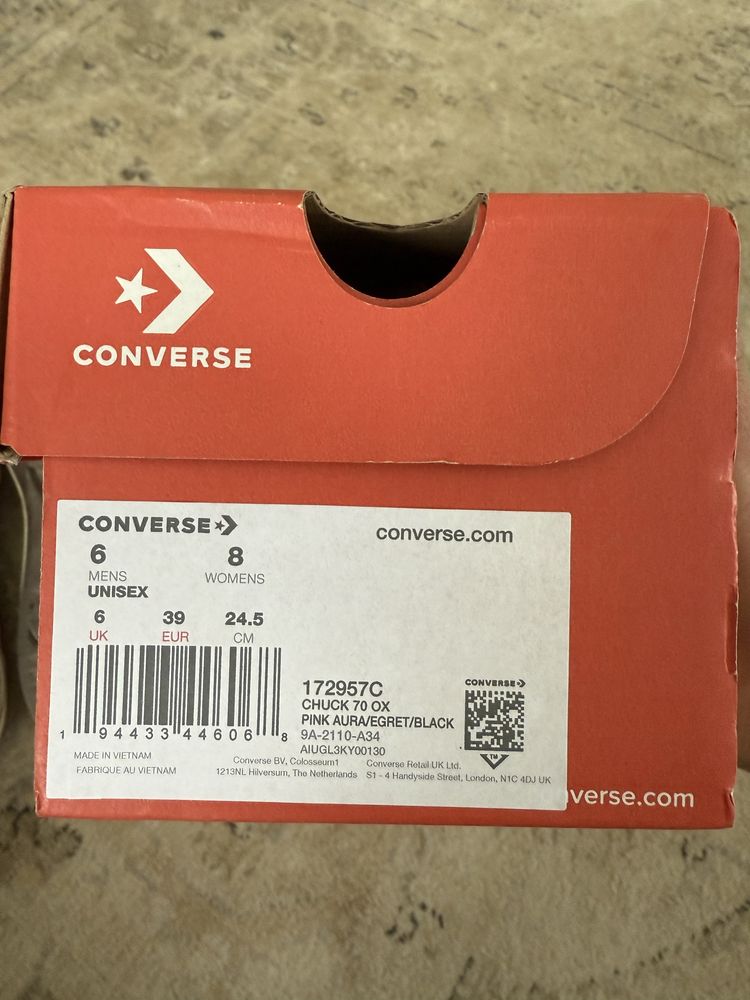 CONVERSE
CONVERSE
converse.com
6 8
MENS WOMENS
UNISEX
6 39 24.5
UK EUR CM
1 94433 44606 8
172957C
CHUCK 70 OX
PINK AURA/EGRET/BLACK
9A-2110-A34
AIUGL3KY00130
CONVERSE
TM
MADE IN VIETNAM
FABRIQUE AU VIETNAM
Converse BV, Colosseum1
1213NL Hilversum, The Netherlands
Converse Retail UK Ltd.
S1 - 4 Handyside Street, London, N1C 4DJ UK
verse.com